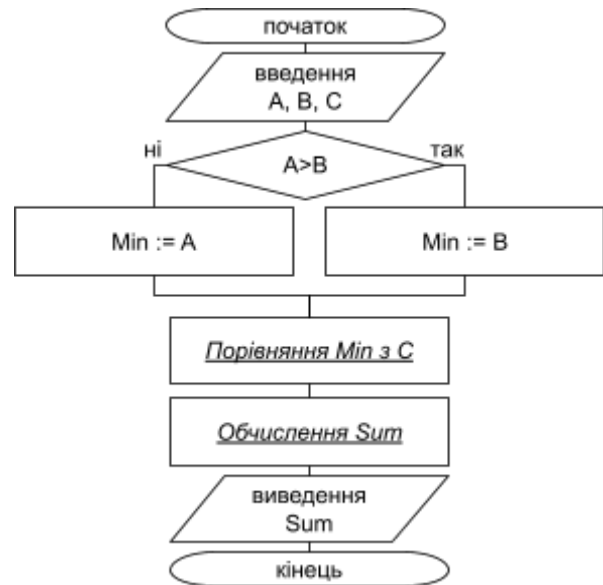 початок
введення
A, B, C
ні
так
A>B
Min := A
Min := B
Порівняння Min з C
Обчислення Sum
виведення
Sum
кінець